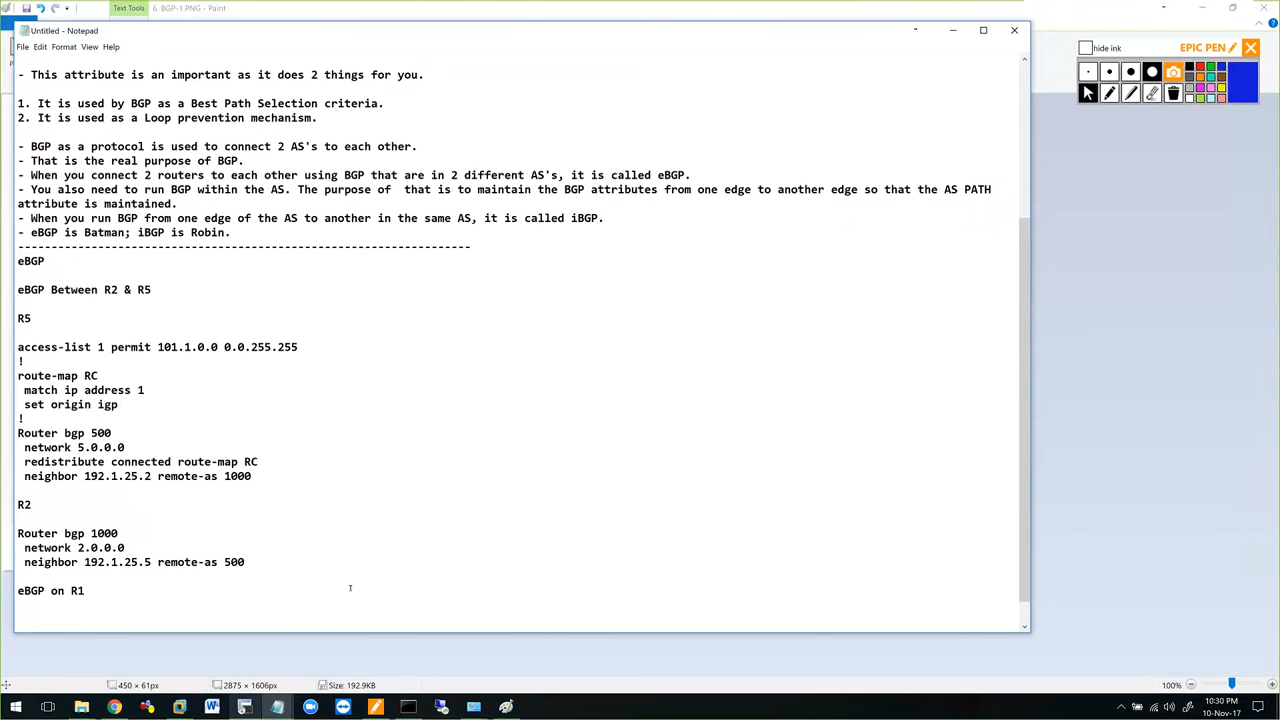 Text Tools
6. BGP-1.PNG - Paint
Untitled - Notepad
File Edit Format View Help
hide ink
EPIC PEN
- This attribute is an important as it does 2 things for you.
1. It is used by BGP as a Best Path Selection criteria.
2. It is used as a Loop prevention mechanism.
- BGP as a protocol is used to connect 2 AS's to each other.
- That is the real purpose of BGP.
- When you connect 2 routers to each other using BGP that are in 2 different AS's, it is called eBGP.
- You also need to run BGP within the AS. The purpose of  that is to maintain the BGP attributes from one edge to another edge so that the AS PATH
attribute is maintained.
- When you run BGP from one edge of the AS to another in the same AS, it is called iBGP.
- eBGP is Batman; iBGP is Robin.
--------------------------------------------------------------------
eBGP
eBGP Between R2 & R5
R5
access-list 1 permit 101.1.0.0 0.0.255.255
!
route-map RC
match ip address 1
set origin igp
!
Router bgp 500
network 5.0.0.0
redistribute connected route-map RC
neighbor 192.1.25.2 remote-as 1000
R2
Router bgp 1000
network 2.0.0.0
neighbor 192.1.25.5 remote-as 500
eBGP on R1
450 × 61px
2875 × 1606px
Size: 192.9KB
100%
10:30 PM
10-Nov-17